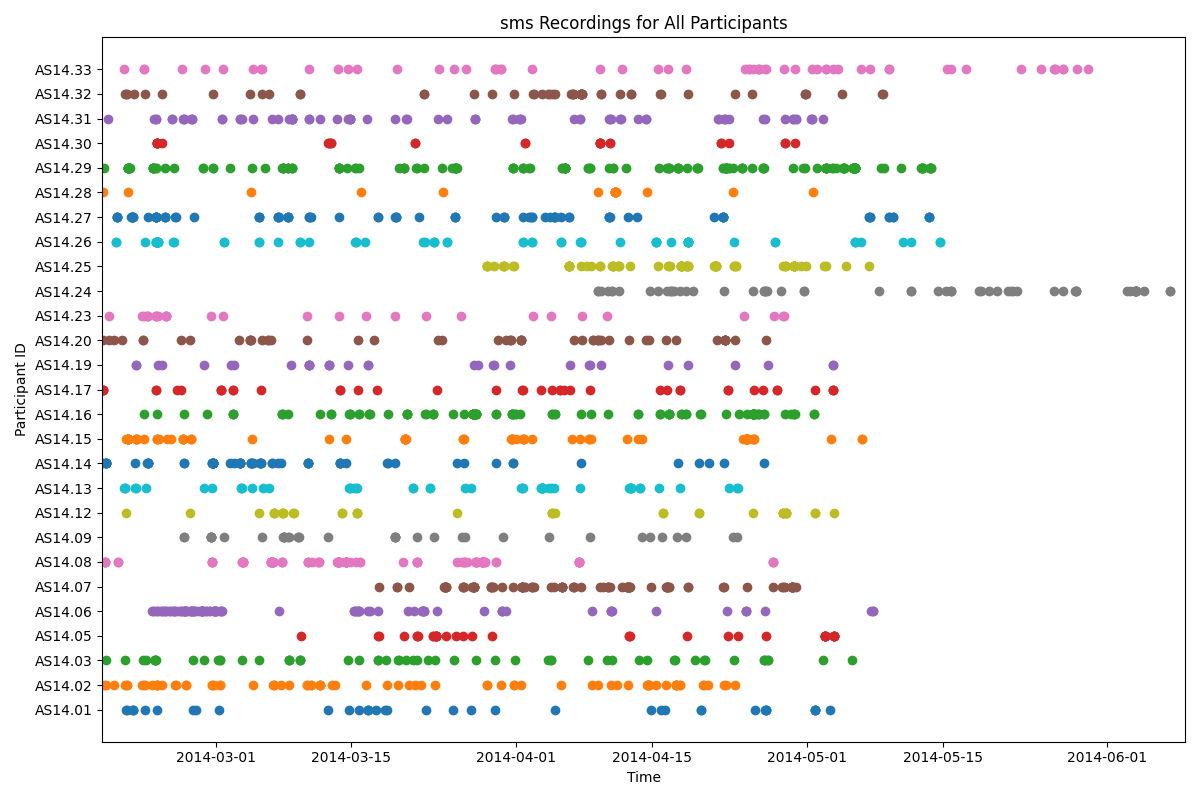 sms Recordings for All Participants
AS14.33
AS14.32
AS14.31
AS14.30
AS14.29
AS14.28
AS14.27
AS14.26
AS14.25
AS14.24
AS14.23
AS14.20
AS14.19
AS14.17
AS14.16
AS14.15
AS14.14
AS14.13
AS14.12
AS14.09
AS14.08
AS14.07
AS14.06
AS14.05
AS14.03
AS14.02
AS14.01
Participant ID
2014-03-01 2014-03-15 2014-04-01 2014-04-15 2014-05-01 2014-05-15 2014-06-01
Time